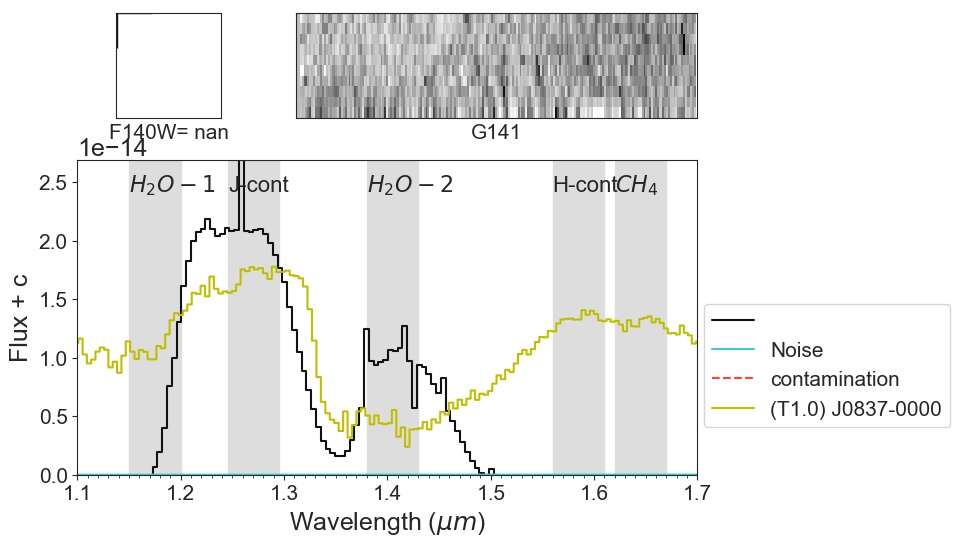 F140W= nan
G141
1e−14
H₂O − 1
J-cont
H₂O − 2
H-cont
CH₄
2.5
2.0
1.5
1.0
0.5
0.0
Flux + c
1.1
1.2
1.3
1.4
1.5
1.6
1.7
Wavelength (μm)
Noise
contamination
(T1.0) J0837-0000